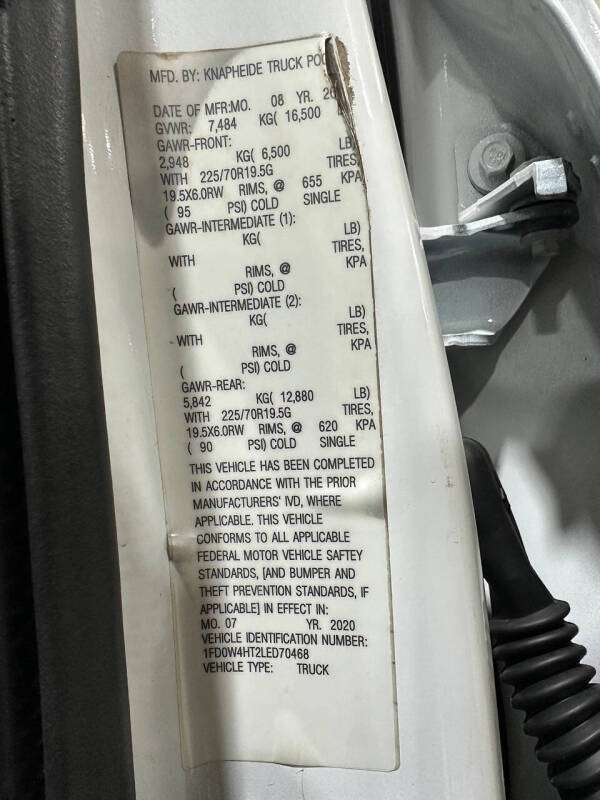 MFD. BY: KNAPHEIDE TRUCK
DATE OF MFR:MO. 08 YR.
GVWR: 7,484 KG( 16,500
GAWR-FRONT:
2,948 KG( 6,500 LB)
WITH 225/70R19.5G TIRES,
19.5X6.0RW RIMS, @ 655 KPA
( 95 PSI) COLD SINGLE
GAWR-INTERMEDIATE (1):
KG( LB)
WITH TIRES,
RIMS, @ KPA
( PSI) COLD
GAWR-INTERMEDIATE (2):
KG( LB)
WITH TIRES,
RIMS, @ KPA
( PSI) COLD
GAWR-REAR:
5,842 KG( 12,880 LB)
WITH 225/70R19.5G TIRES,
19.5X6.0RW RIMS, @ 620 KPA
( 90 PSI) COLD SINGLE
THIS VEHICLE HAS BEEN COMPLETED
IN ACCORDANCE WITH THE PRIOR
MANUFACTURERS' IVD, WHERE
APPLICABLE. THIS VEHICLE
CONFORMS TO ALL APPLICABLE
FEDERAL MOTOR VEHICLE SAFTEY
STANDARDS, [AND BUMPER AND
THEFT PREVENTION STANDARDS, IF
APPLICABLE] IN EFFECT IN:
MO. 07 YR. 2020
VEHICLE IDENTIFICATION NUMBER:
1FD0W4HT2LED70468
VEHICLE TYPE: TRUCK